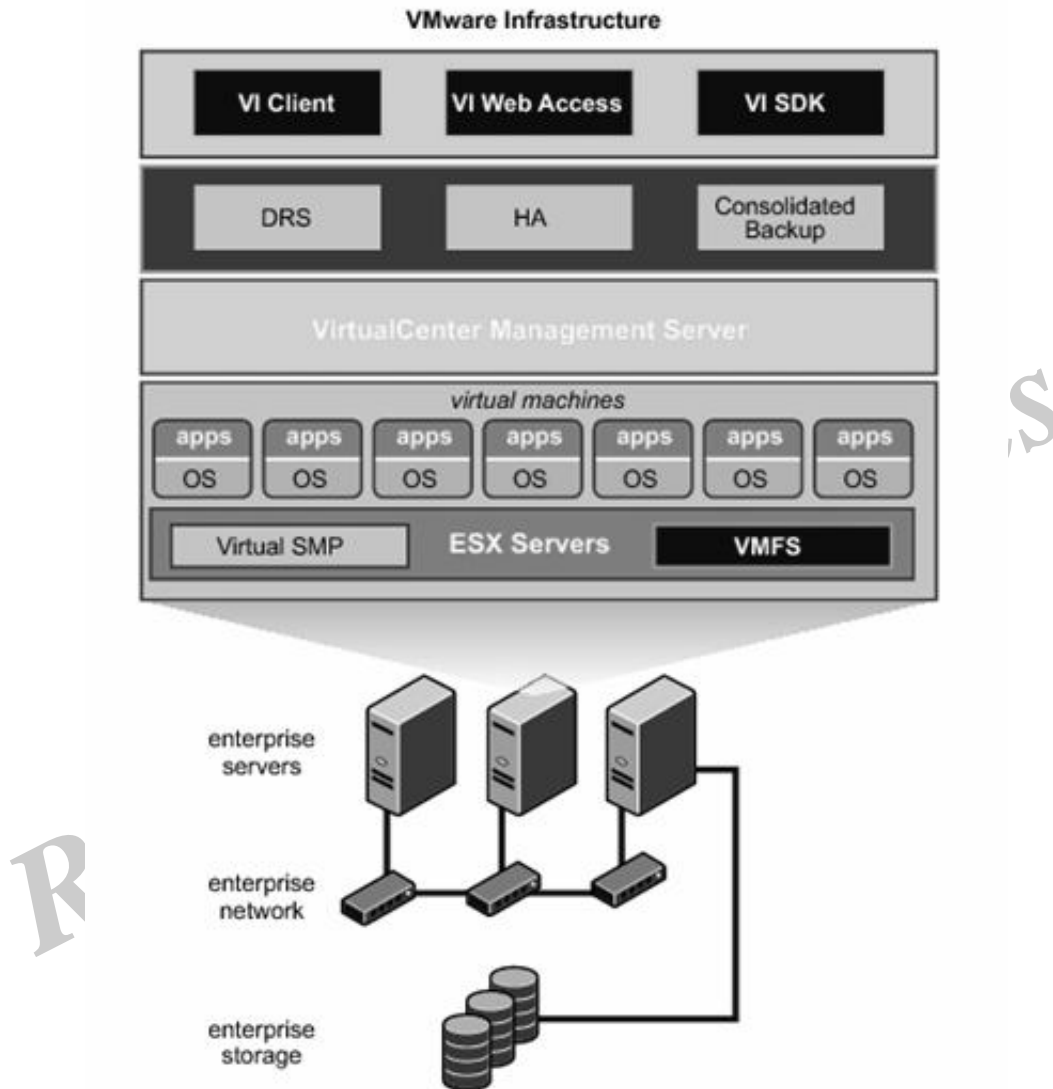 VMware Infrastructure
VI Client
VI Web Access
VI SDK
DRS
HA
Consolidated
Backup
VirtualCenter Management Server
virtual machines
apps apps apps apps apps apps apps
OS OS OS OS OS OS OS
Virtual SMP
ESX Servers
VMFS
enterprise
servers
enterprise
network
enterprise
storage